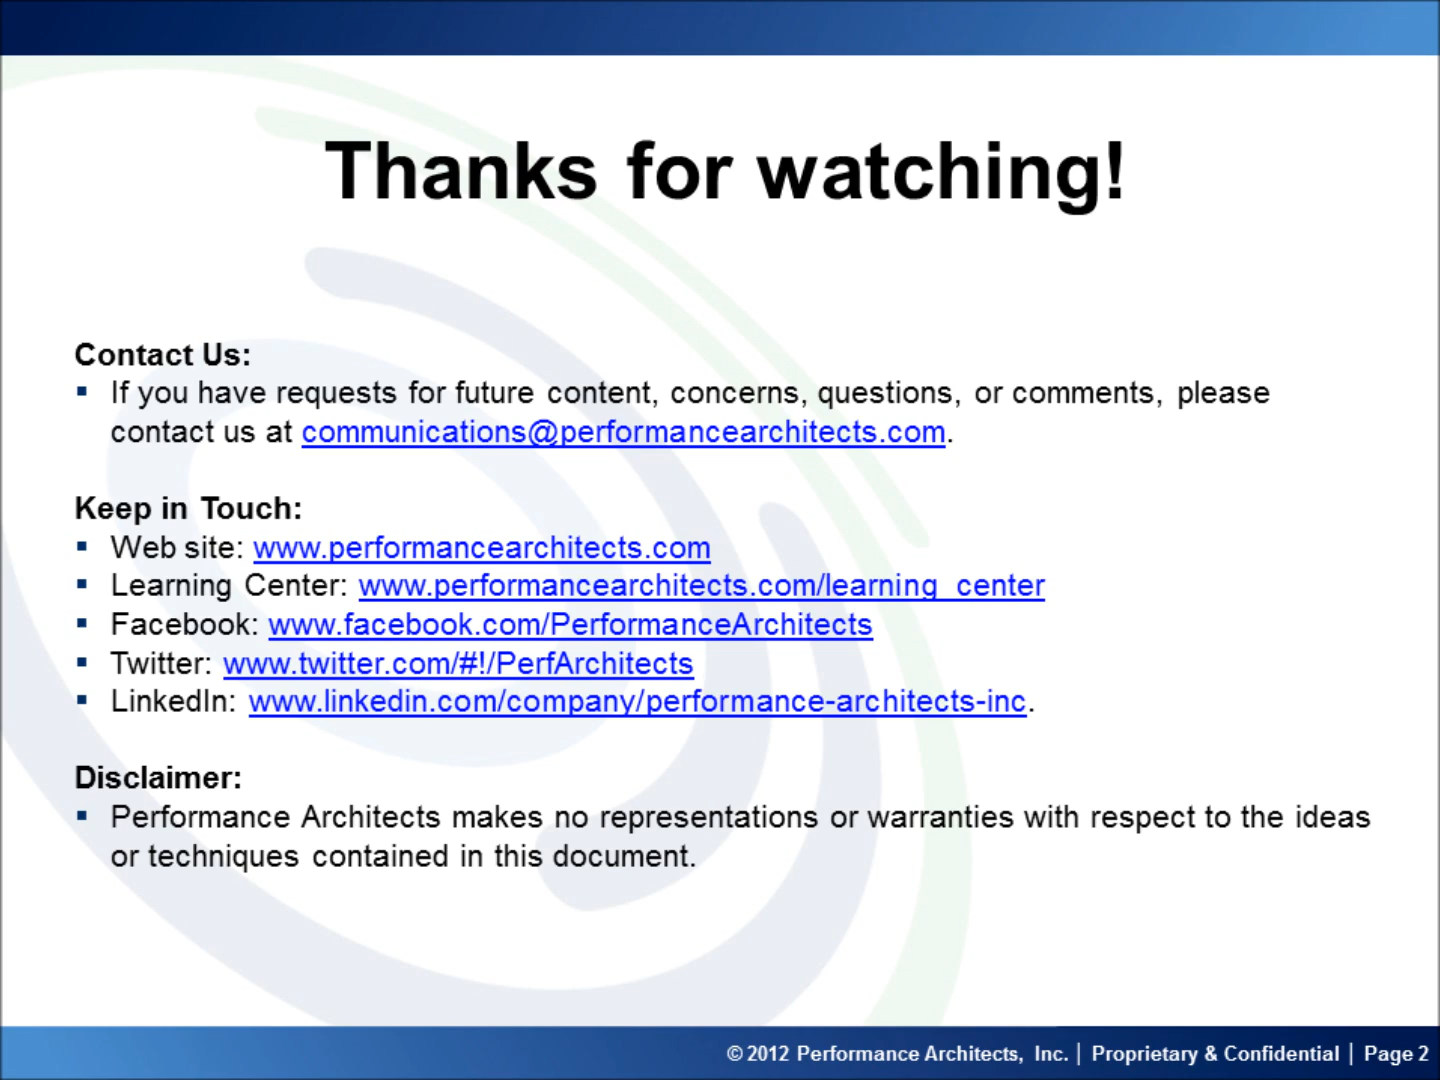 Thanks for watching!
Contact Us:
▪ If you have requests for future content, concerns, questions, or comments, please
contact us at communications@performancearchitects.com.
Keep in Touch:
▪ Web site: www.performancearchitects.com
▪ Learning Center: www.performancearchitects.com/learning_center
▪ Facebook: www.facebook.com/PerformanceArchitects
▪ Twitter: www.twitter.com/#!/PerfArchitects
▪ LinkedIn: www.linkedin.com/company/performance-architects-inc.
Disclaimer:
▪ Performance Architects makes no representations or warranties with respect to the ideas
or techniques contained in this document.
© 2012 Performance Architects, Inc. | Proprietary & Confidential | Page 2